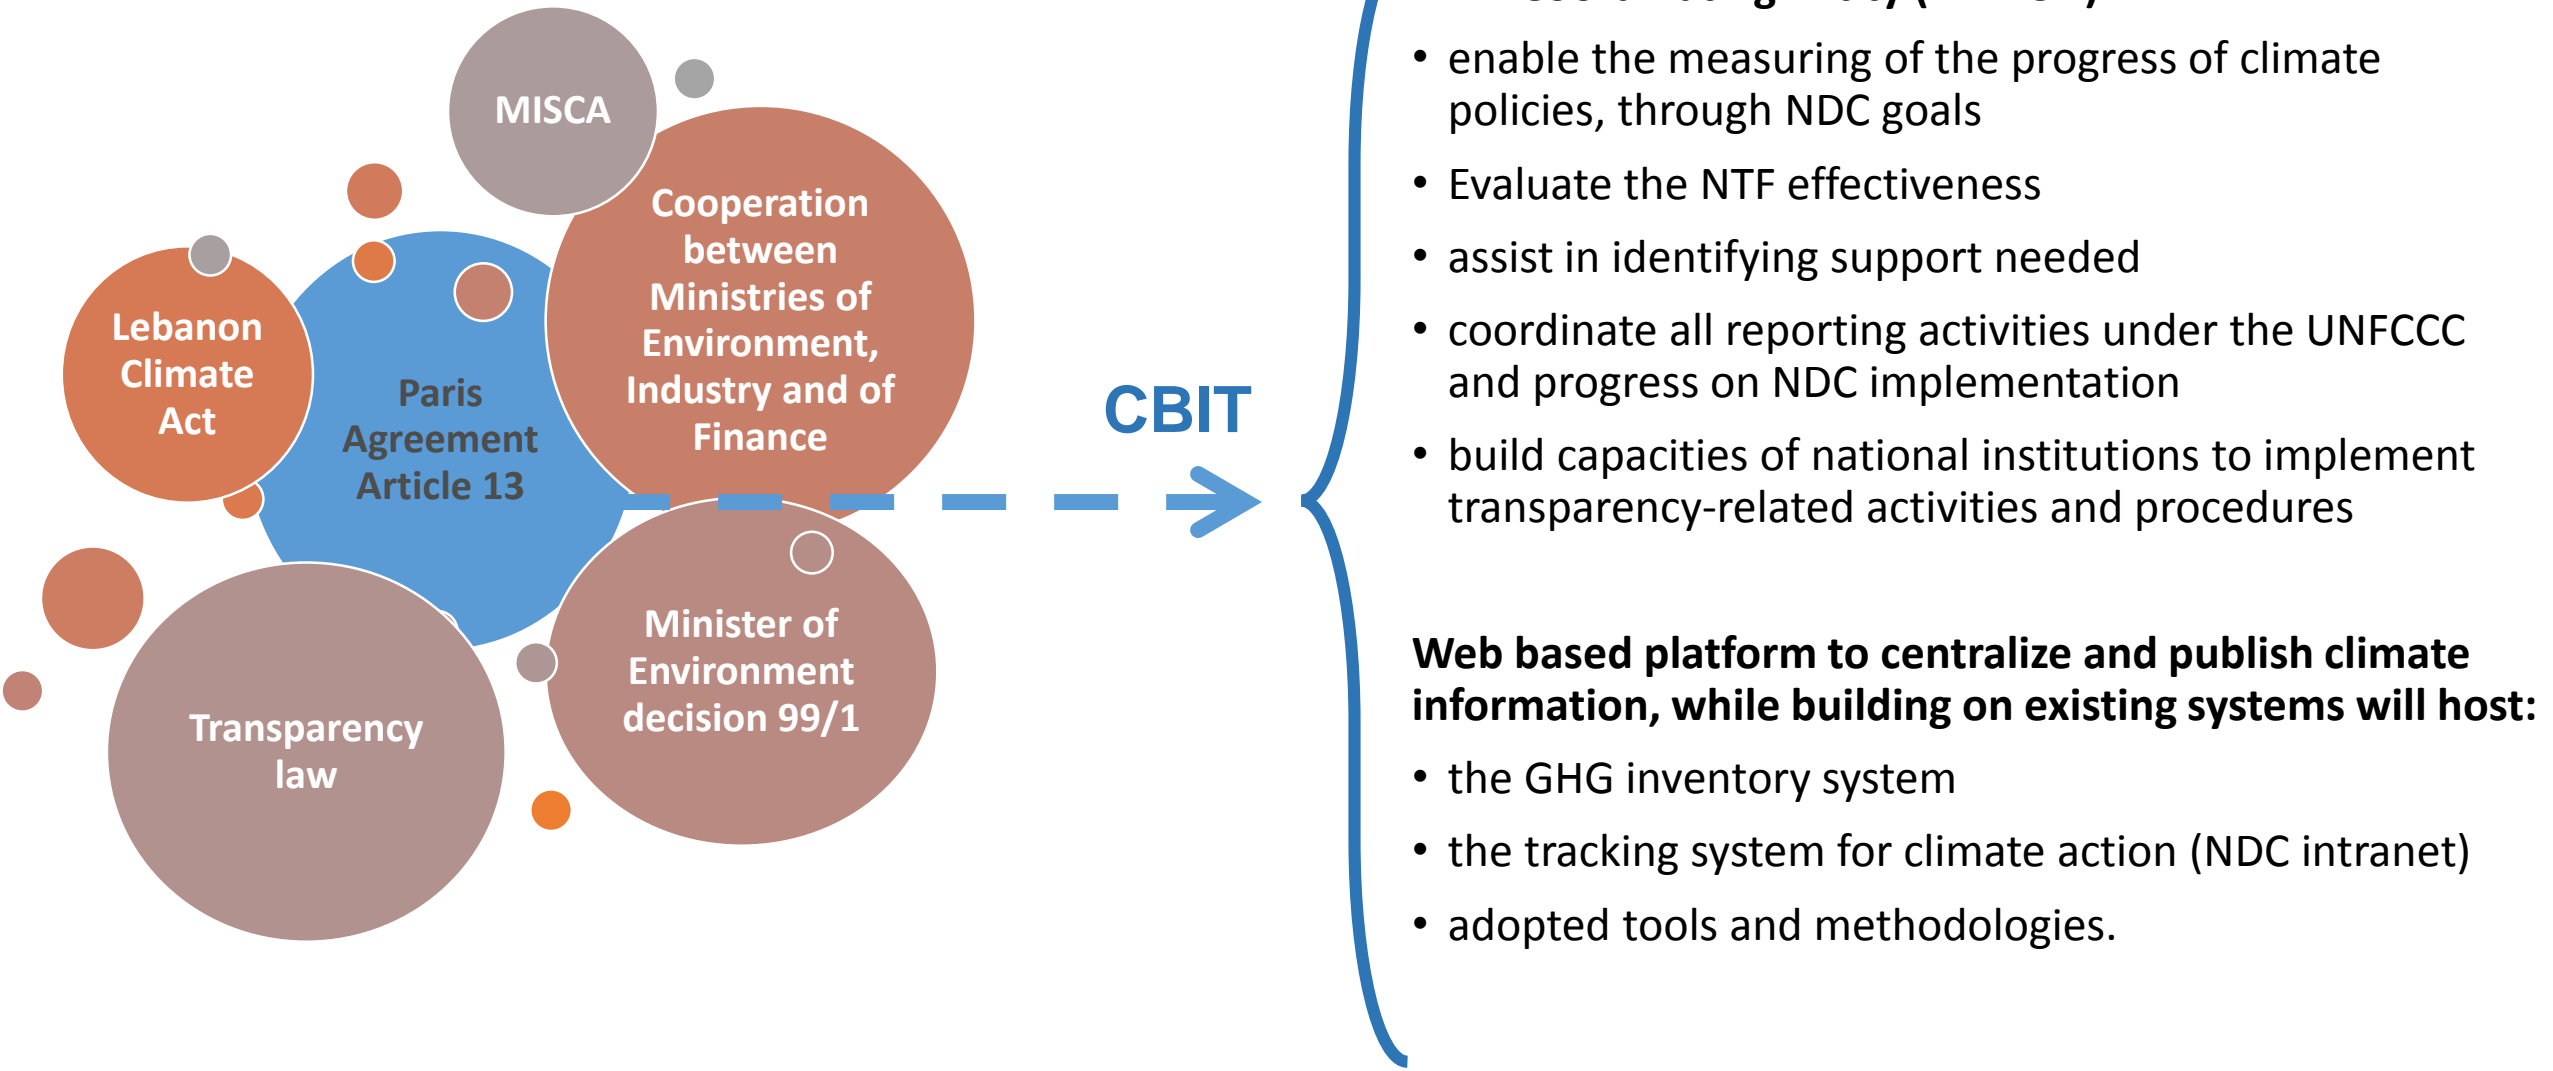 MISCA
Cooperation
between
Ministries of
Environment,
Industry and of
Finance
Lebanon
Climate
Act
Paris
Agreement
Article 13
Minister of
Environment
decision 99/1
Transparency
law
CBIT
• enable the measuring of the progress of climate
policies, through NDC goals
• Evaluate the NTF effectiveness
• assist in identifying support needed
• coordinate all reporting activities under the UNFCCC
and progress on NDC implementation
• build capacities of national institutions to implement
transparency-related activities and procedures
Web based platform to centralize and publish climate
information, while building on existing systems will host:
• the GHG inventory system
• the tracking system for climate action (NDC intranet)
• adopted tools and methodologies.